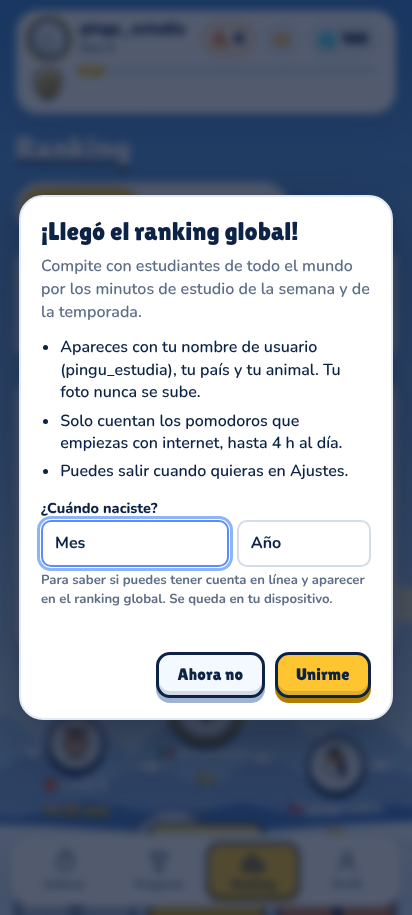 Ranking
¡Llegó el ranking global!
Compite con estudiantes de todo el mundo
por los minutos de estudio de la semana y de
la temporada.
• Apareces con tu nombre de usuario
(pingu_estudia), tu país y tu animal. Tu
foto nunca se sube.
• Solo cuentan los pomodoros que
empiezas con internet, hasta 4 h al día.
• Puedes salir cuando quieras en Ajustes.
¿Cuándo naciste?
Mes
Año
Para saber si puedes tener cuenta en línea y aparecer
en el ranking global. Se queda en tu dispositivo.
Ahora no
Unirme